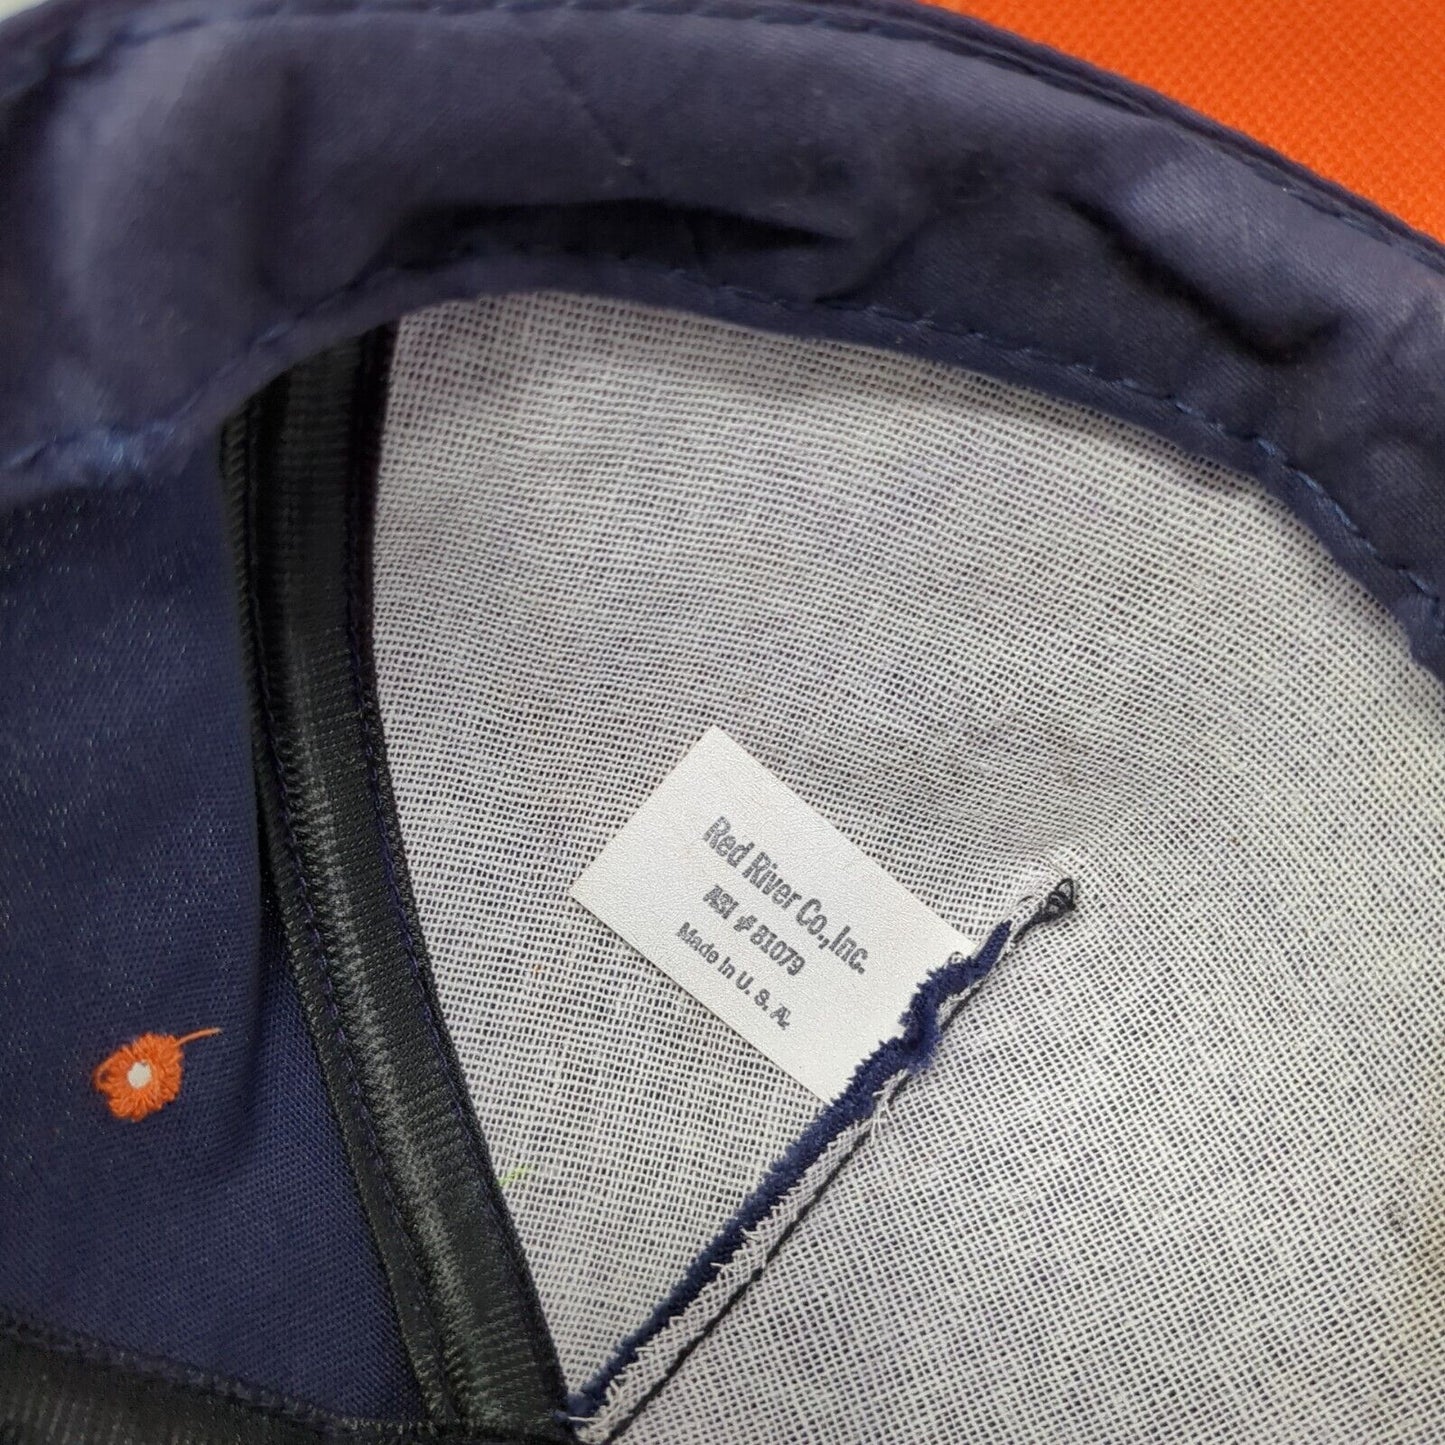 Red River Co., Inc.
ASI # 81079
Made In U. S. A.